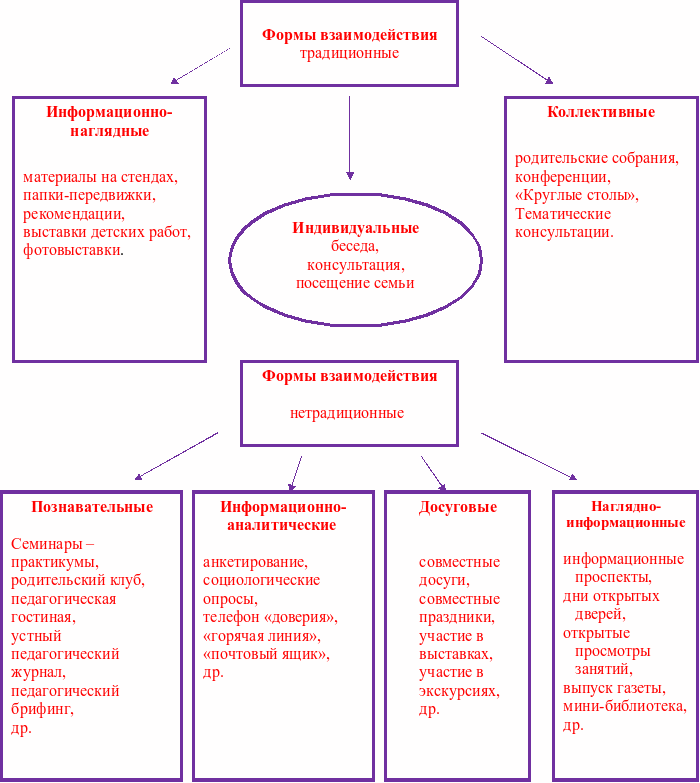 Формы взаимодействия
традиционные
Информационно-
наглядные
материалы на стендах,
папки-передвижки,
рекомендации,
выставки детских работ,
фотовыставки.
Индивидуальные
беседа,
консультация,
посещение семьи
Коллективные
родительские собрания,
конференции,
«Круглые столы»,
Тематические
консультации.
Формы взаимодействия
нетрадиционные
Познавательные
Семинары –
практикумы,
родительский клуб,
педагогическая
гостиная,
устный
педагогический
журнал,
педагогический
брифинг,
др.
Информационно-
аналитические
анкетирование,
социологические
опросы,
телефон «доверия»,
«горячая линия»,
«почтовый ящик»,
др.
Досуговые
совместные
досуги,
совместные
праздники,
участие в
выставках,
участие в
экскурсиях,
др.
Наглядно-
информационные
информационные
проспекты,
дни открытых
дверей,
открытые
просмотры
занятий,
выпуск газеты,
мини-библиотека,
др.